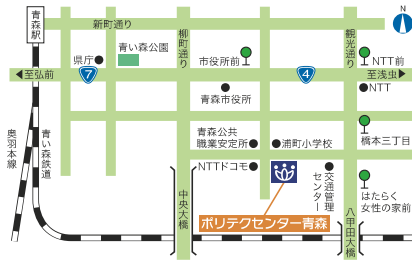 青森駅
新町通り
N
柳町通り
観光通り
県庁
青い森公園
市役所前
NTT前
至弘前
7
4
至浅虫
NTT
青森市役所
橋本三丁目
青森公共
職業安定所
浦町小学校
奥羽本線
青い森鉄道
NTTドコモ
交通管理
センター
はたらく
女性の家前
中央大橋
ポリテクセンター青森
八甲田大橋